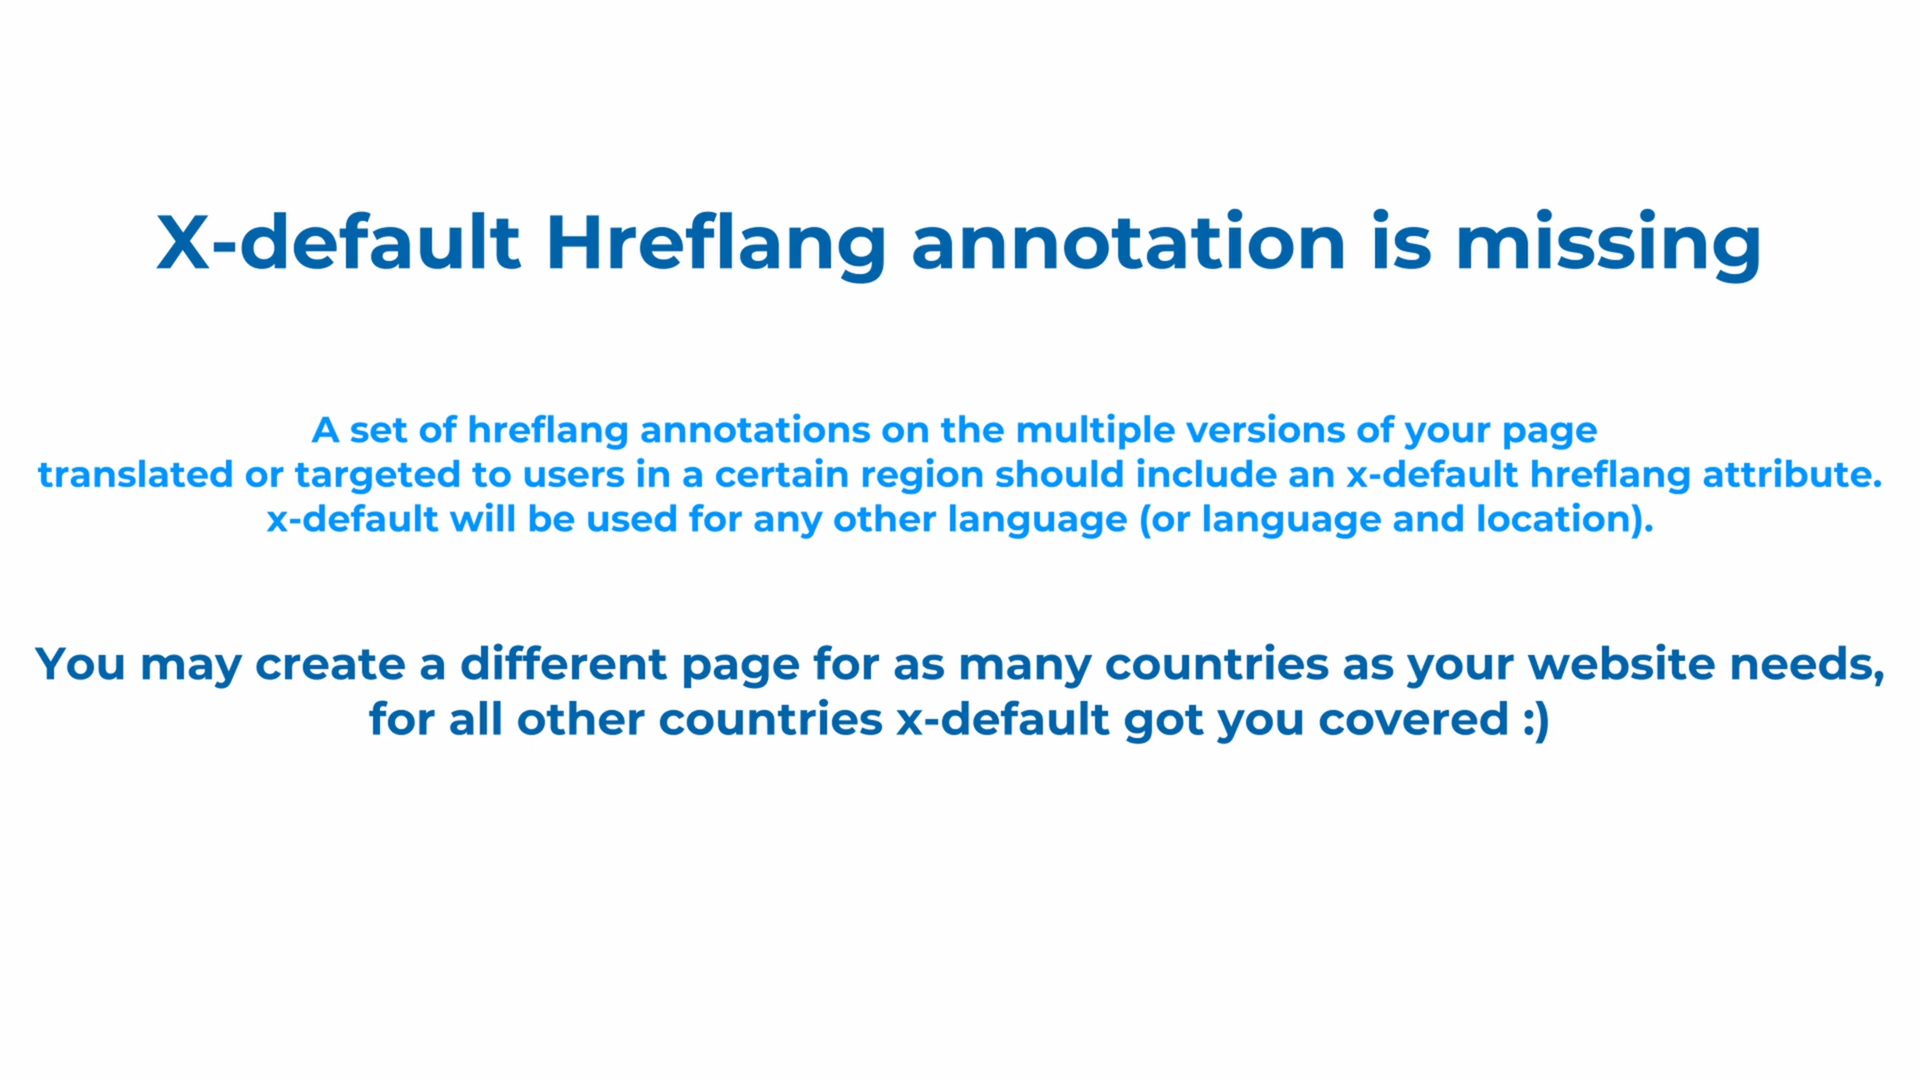 X-default Hreflang annotation is missing
A set of hreflang annotations on the multiple versions of your page
translated or targeted to users in a certain region should include an x-default hreflang attribute.
x-default will be used for any other language (or language and location).
You may create a different page for as many countries as your website needs,
for all other countries x-default got you covered :)